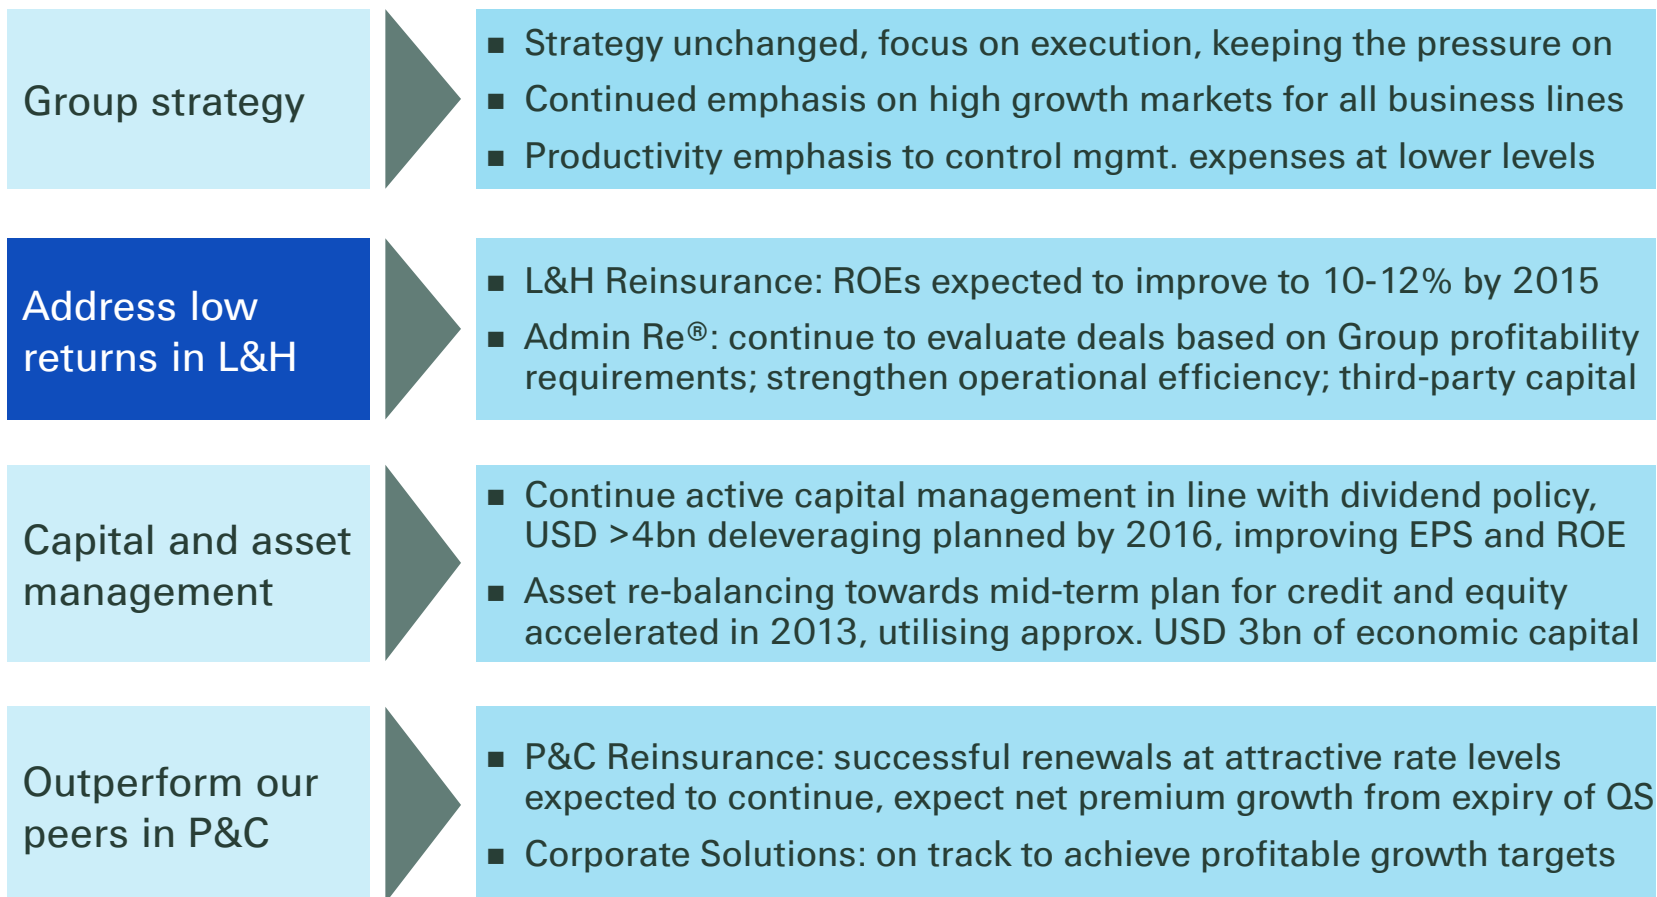 Group strategy
■ Strategy unchanged, focus on execution, keeping the pressure on
■ Continued emphasis on high growth markets for all business lines
■ Productivity emphasis to control mgmt. expenses at lower levels
Address low
returns in L&H
■ L&H Reinsurance: ROEs expected to improve to 10-12% by 2015
■ Admin Re®: continue to evaluate deals based on Group profitability
requirements; strengthen operational efficiency; third-party capital
Capital and asset
management
■ Continue active capital management in line with dividend policy,
USD >4bn deleveraging planned by 2016, improving EPS and ROE
■ Asset re-balancing towards mid-term plan for credit and equity
accelerated in 2013, utilising approx. USD 3bn of economic capital
Outperform our
peers in P&C
■ P&C Reinsurance: successful renewals at attractive rate levels
expected to continue, expect net premium growth from expiry of QS
■ Corporate Solutions: on track to achieve profitable growth targets